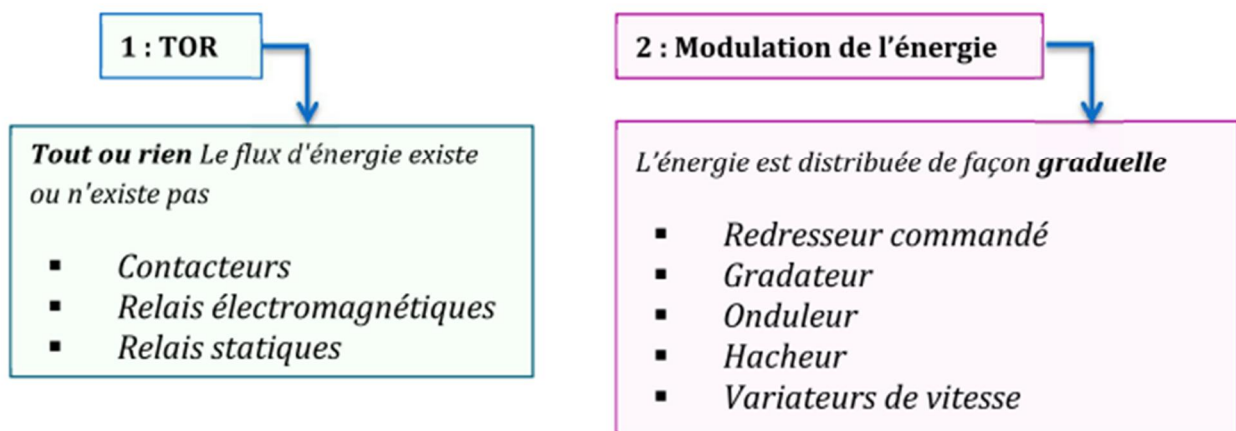 1 : TOR
Tout ou rien Le flux d'énergie existe
ou n'existe pas
▪ Contacteurs
▪ Relais électromagnétiques
▪ Relais statiques
2 : Modulation de l'énergie
L'énergie est distribuée de façon graduelle
▪ Redresseur commandé
▪ Gradateur
▪ Onduleur
▪ Hacheur
▪ Variateurs de vitesse